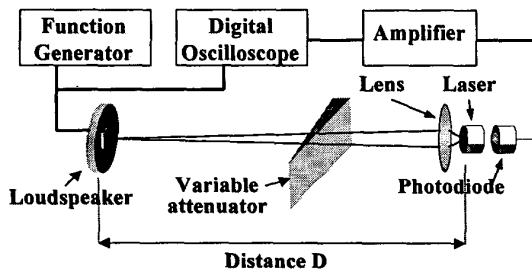 Function
Generator
Digital
Oscilloscope
Amplifier
Lens
Laser
Loudspeaker
Variable
attenuator
Photodiode
Distance D